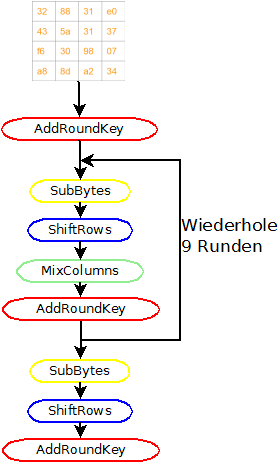 32 88 31 e0
43 5a 31 37
f6 30 98 07
a8 8d a2 34
AddRoundKey
SubBytes
ShiftRows
MixColumns
AddRoundKey
Wiederhole
9 Runden
SubBytes
ShiftRows
AddRoundKey